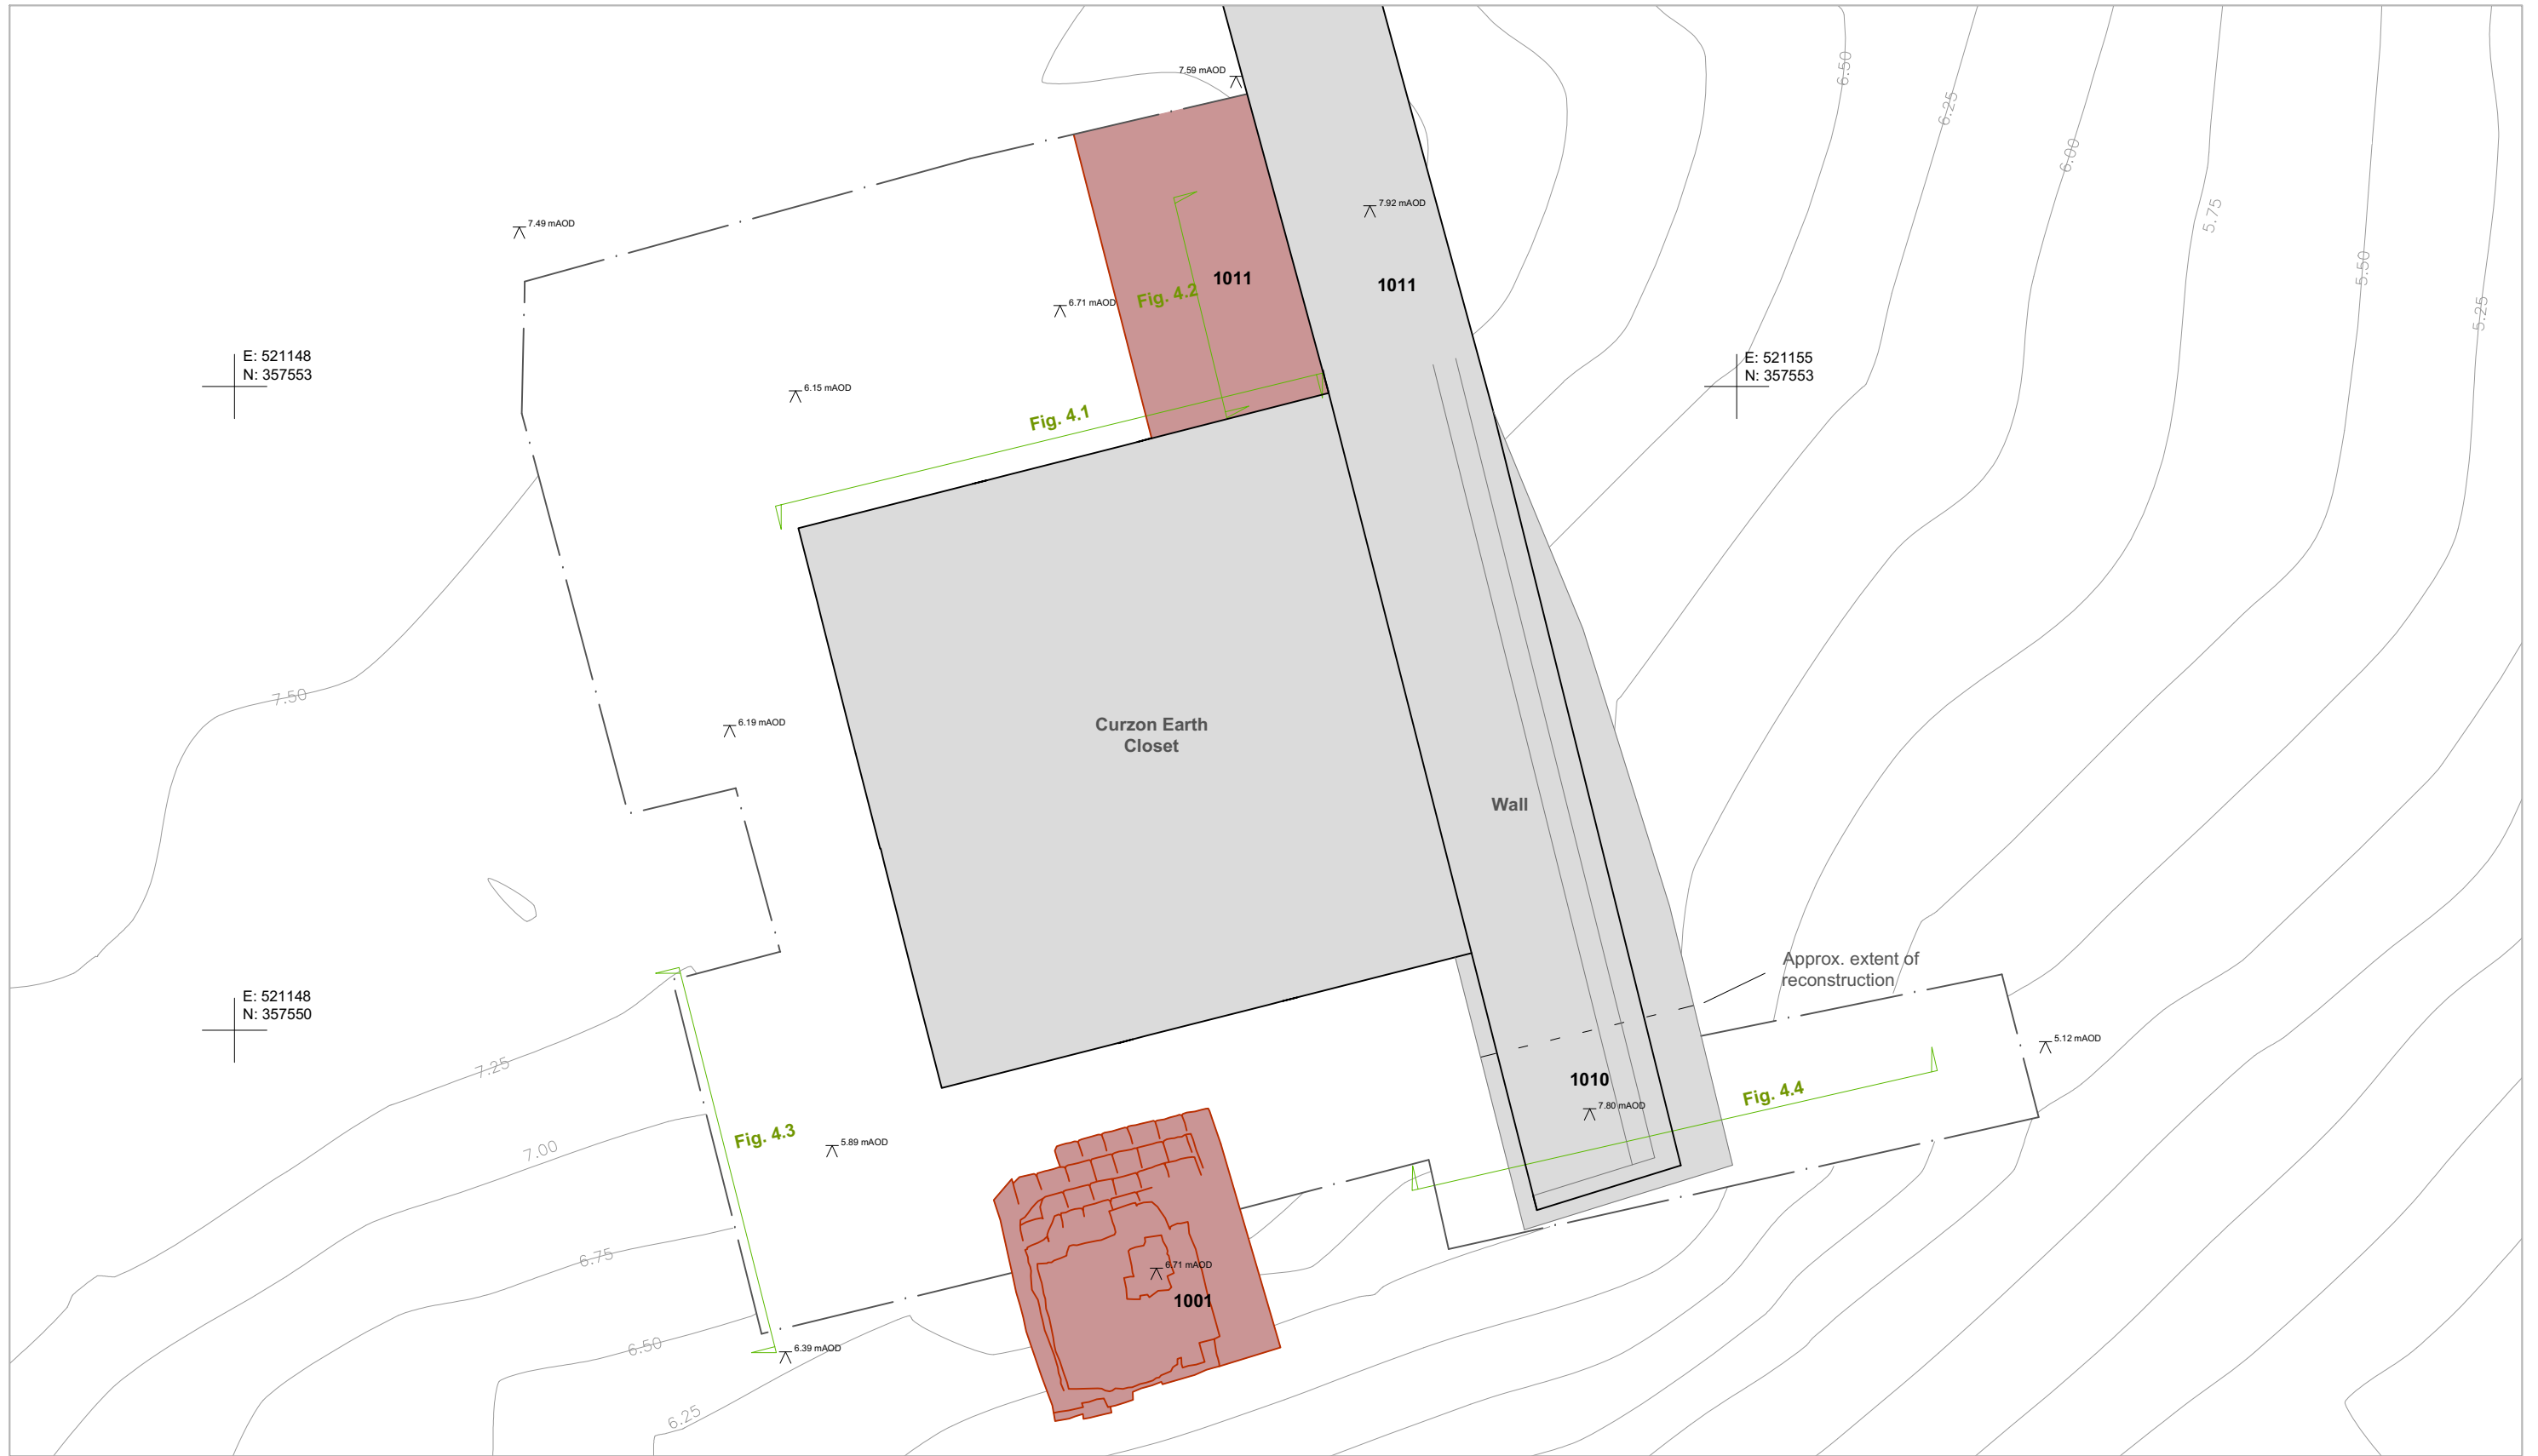 7.59 mAOD
6.50
6.25
6.00
5.75
5.50
5.25
7.92 mAOD
7.49 mAOD
1011
1011
Fig. 4.2
6.71 mAOD
E: 521148
N: 357553
E: 521155
N: 357553
6.15 mAOD
Fig. 4.1
7.50
6.19 mAOD
Curzon Earth
Closet
Wall
Approx. extent of
reconstruction
E: 521148
N: 357550
7.25
5.12 mAOD
1010
7.80 mAOD
Fig. 4.4
Fig. 4.3
5.89 mAOD
7.00
6.75
6.71 mAOD
1001
6.50
6.39 mAOD
6.25